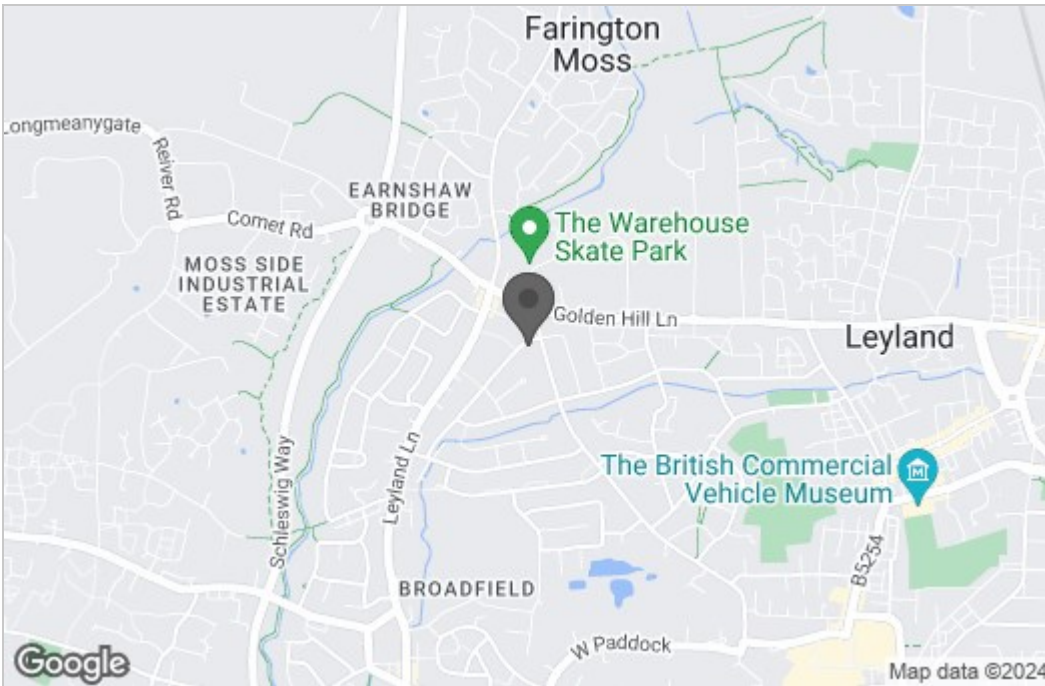 Farington
Moss
Longmeanygate
Reiver Rd
Comet Rd
EARNSHAW
BRIDGE
The Warehouse
Skate Park
MOSS SIDE
INDUSTRIAL
ESTATE
Golden Hill Ln
Leyland
Schleswig Way
Leyland Ln
The British Commercial
Vehicle Museum
M
B5254
BROADFIELD
W Paddock
Google
Map data ©2024